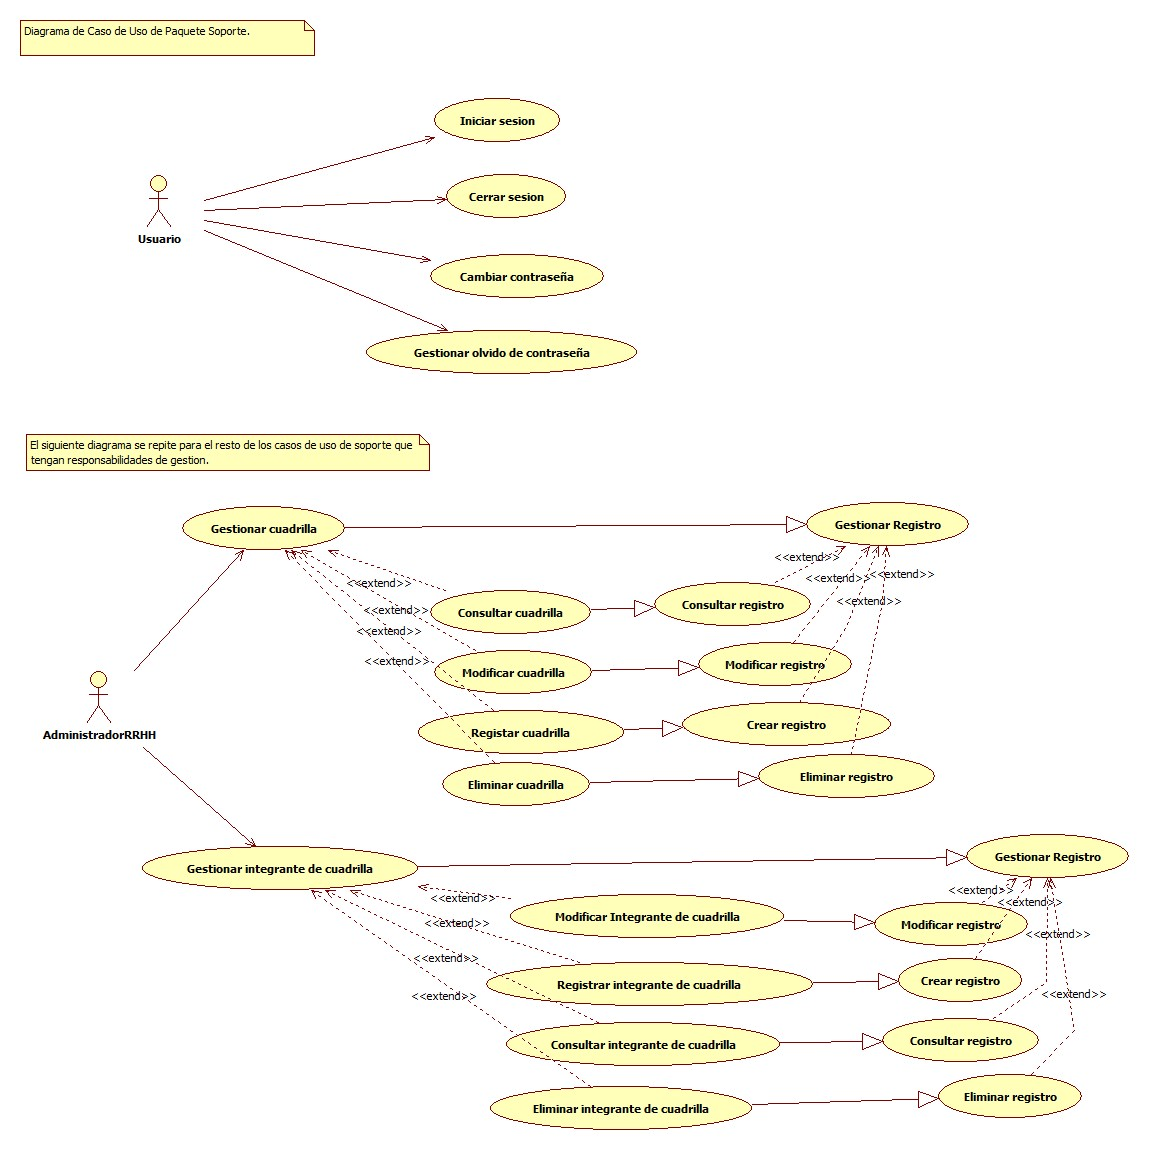 Diagrama de Caso de Uso de Paquete Soporte.
Iniciar sesion
Cerrar sesion
Usuario
Cambiar contraseña
Gestionar olvido de contraseña
El siguiente diagrama se repite para el resto de los casos de uso de soporte que
tengan responsabilidades de gestion.
Gestionar cuadrilla
Gestionar Registro
<<extend>>
<<extend>>
<<extend>>
<<extend>>
<<extend>>
<<extend>>
<<extend>>
<<extend>>
Consultar cuadrilla
Consultar registro
Modificar cuadrilla
Modificar registro
Registar cuadrilla
Crear registro
Eliminar cuadrilla
Eliminar registro
AdministradorRRHH
Gestionar integrante de cuadrilla
Gestionar Registro
<<extend>>
<<extend>>
<<extend>>
<<extend>>
<<extend>>
<<extend>>
<<extend>>
<<extend>>
Modificar Integrante de cuadrilla
Modificar registro
Registrar integrante de cuadrilla
Crear registro
Consultar integrante de cuadrilla
Consultar registro
Eliminar integrante de cuadrilla
Eliminar registro